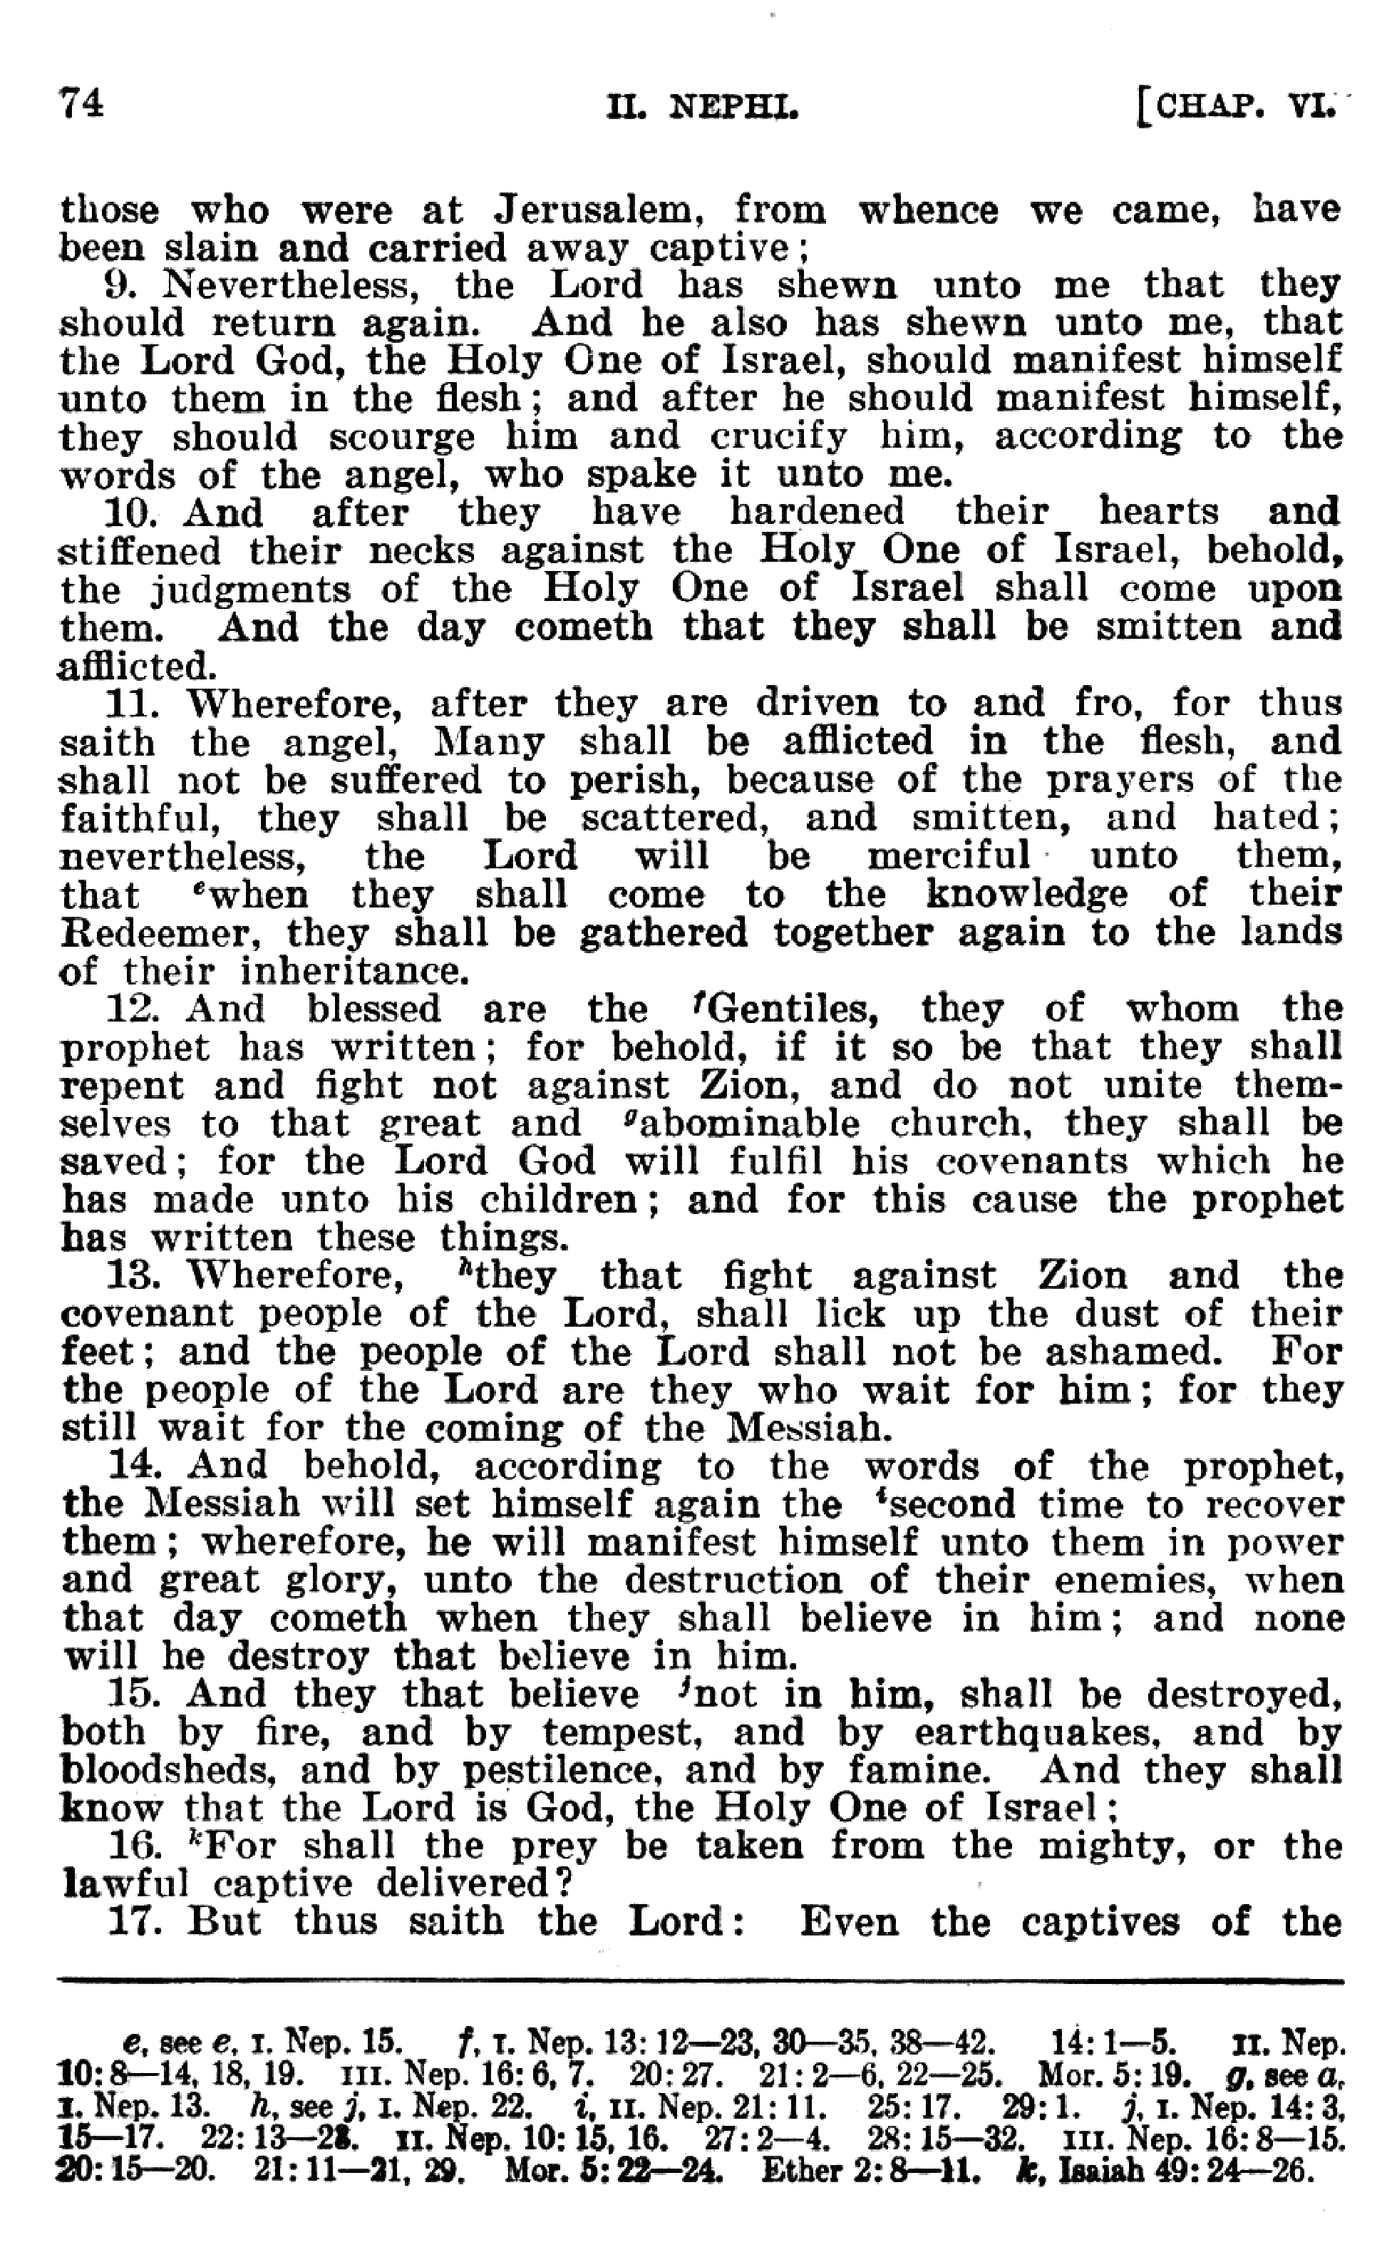 74 II. NEPHI. [CHAP. VI.
those who were at Jerusalem, from whence we came, have
been slain and carried away captive;
9. Nevertheless, the Lord has shewn unto me that they
should return again. And he also has shewn unto me, that
the Lord God, the Holy One of Israel, should manifest himself
unto them in the flesh; and after he should manifest himself,
they should scourge him and crucify him, according to the
words of the angel, who spake it unto me.
10. And after they have hardened their hearts and
stiffened their necks against the Holy One of Israel, behold,
the judgments of the Holy One of Israel shall come upon
them. And the day cometh that they shall be smitten and
afflicted.
11. Wherefore, after they are driven to and fro, for thus
saith the angel, Many shall be afflicted in the flesh, and
shall not be suffered to perish, because of the prayers of the
faithful, they shall be scattered, and smitten, and hated;
nevertheless, the Lord will be merciful unto them,
that ᵉwhen they shall come to the knowledge of their
Redeemer, they shall be gathered together again to the lands
of their inheritance.
12. And blessed are the ᶠGentiles, they of whom the
prophet has written; for behold, if it so be that they shall
repent and fight not against Zion, and do not unite them-
selves to that great and ᵍabominable church, they shall be
saved; for the Lord God will fulfil his covenants which he
has made unto his children; and for this cause the prophet
has written these things.
13. Wherefore, ʰthey that fight against Zion and the
covenant people of the Lord, shall lick up the dust of their
feet; and the people of the Lord shall not be ashamed. For
the people of the Lord are they who wait for him; for they
still wait for the coming of the Messiah.
14. And behold, according to the words of the prophet,
the Messiah will set himself again the ⁱsecond time to recover
them; wherefore, he will manifest himself unto them in power
and great glory, unto the destruction of their enemies, when
that day cometh when they shall believe in him; and none
will he destroy that believe in him.
15. And they that believe ʲnot in him, shall be destroyed,
both by fire, and by tempest, and by earthquakes, and by
bloodsheds, and by pestilence, and by famine. And they shall
know that the Lord is God, the Holy One of Israel:
16. ᵏFor shall the prey be taken from the mighty, or the
lawful captive delivered?
17. But thus saith the Lord: Even the captives of the
e, see e, I. Nep. 15. f, I. Nep. 13: 12—23, 30—35, 38—42. 14: 1—5. II. Nep.
10: 8—14, 18, 19. III. Nep. 16: 6, 7. 20: 27. 21: 2—6, 22—25. Mor. 5: 19. g, see a,
I. Nep. 13. h, see j, I. Nep. 22. i, II. Nep. 21: 11. 25: 17. 29: 1. j, I. Nep. 14: 3,
15—17. 22: 13—23. II. Nep. 10: 15, 16. 27: 2—4. 28: 15—32. III. Nep. 16: 8—15.
20: 15—20. 21: 11—21, 29. Mor. 5: 22—24. Ether 2: 8—11. k, Isaiah 49: 24—26.